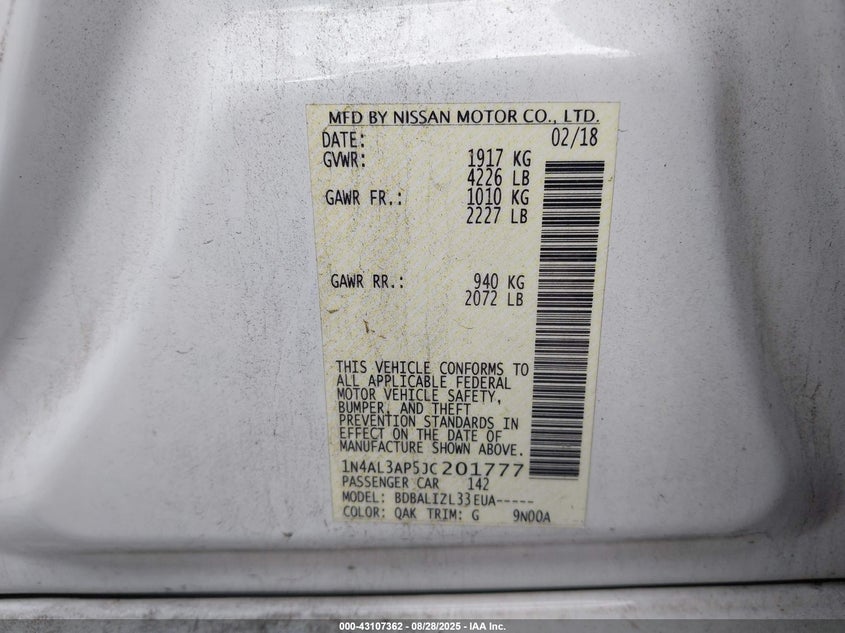 MFD BY NISSAN MOTOR CO., LTD.
DATE: 02/18
GVWR: 1917 KG
4226 LB
GAWR FR.: 1010 KG
2227 LB
GAWR RR.: 940 KG
2072 LB
THIS VEHICLE CONFORMS TO
ALL APPLICABLE FEDERAL
MOTOR VEHICLE SAFETY,
BUMPER, AND THEFT
PREVENTION STANDARDS IN
EFFECT ON THE DATE OF
MANUFACTURE SHOWN ABOVE.
1N4AL3AP5JC201777
PASSENGER CAR 142
MODEL: BDBALIZL33EUA-----
COLOR: QAK TRIM: G 9N00A
000-43107362 - 08/28/2025 - IAA Inc.